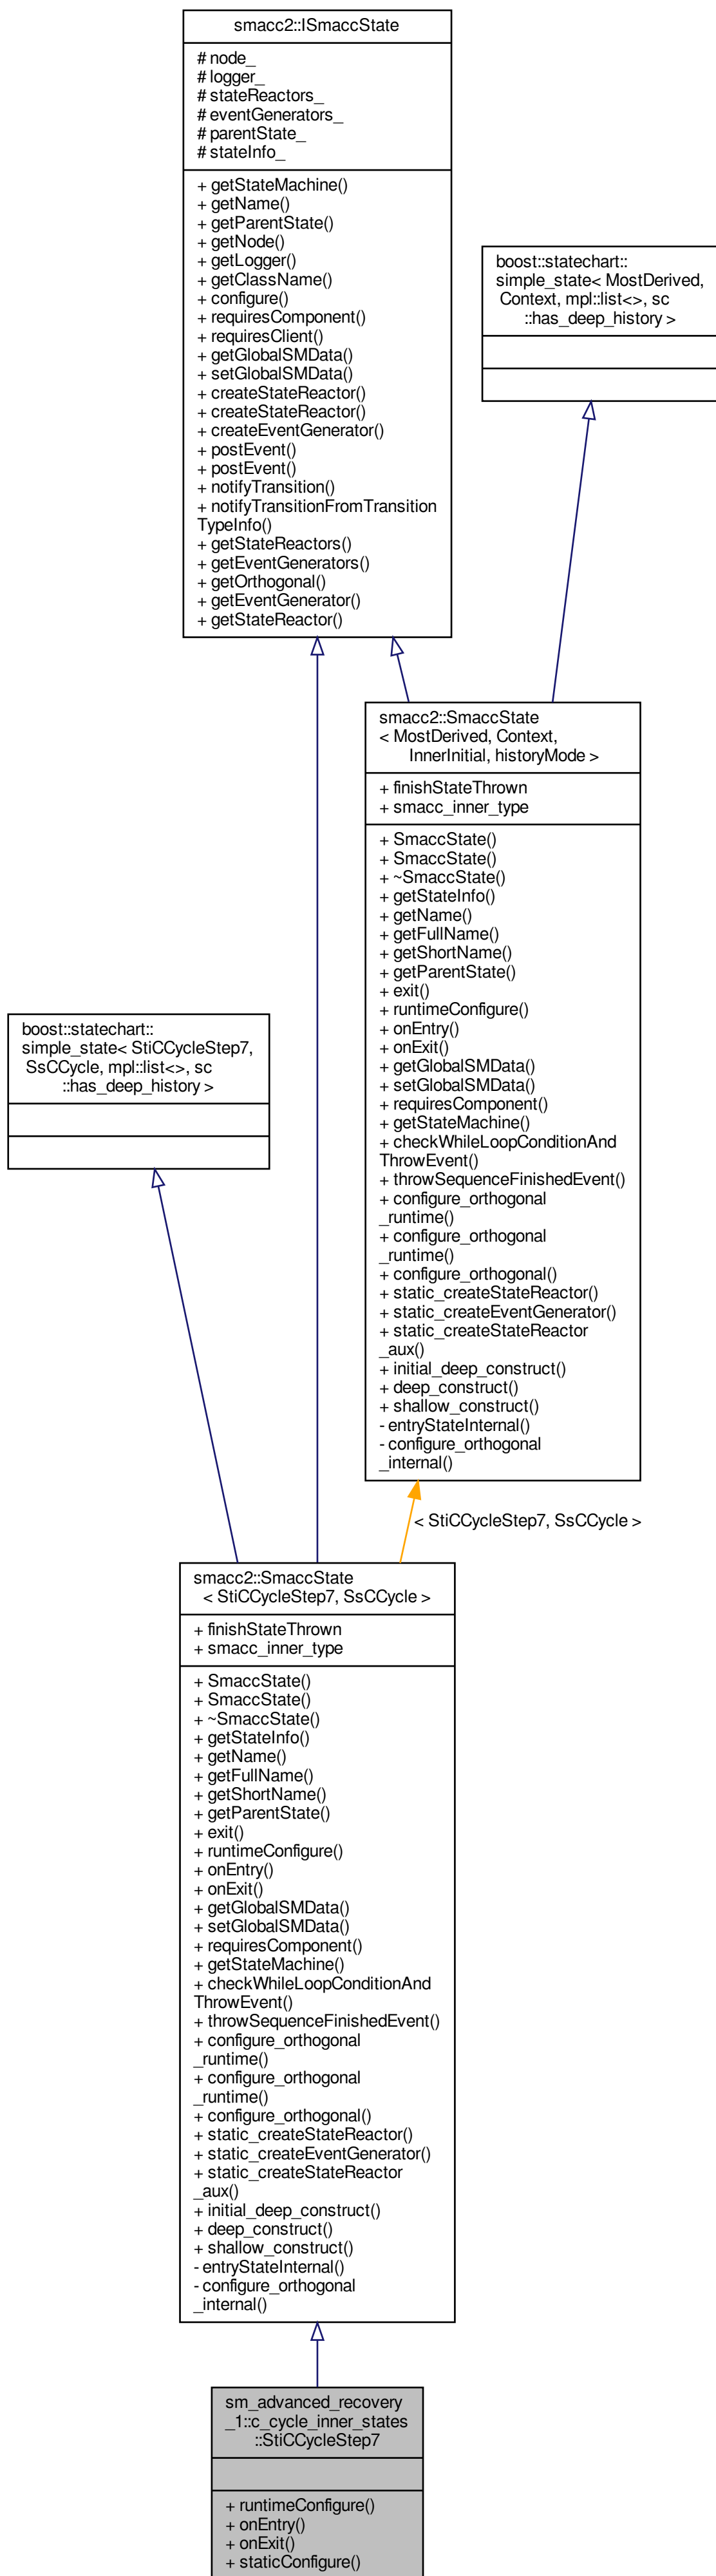 smacc2::ISmaccState
# node_
# logger_
# stateReactors_
# eventGenerators_
# parentState_
# stateInfo_
+ getStateMachine()
+ getName()
+ getParentState()
+ getNode()
+ getLogger()
+ getClassName()
+ configure()
+ requiresComponent()
+ requiresClient()
+ getGlobalSMData()
+ setGlobalSMData()
+ createStateReactor()
+ createStateReactor()
+ createEventGenerator()
+ postEvent()
+ postEvent()
+ notifyTransition()
+ notifyTransitionFromTransition
TypeInfo()
+ getStateReactors()
+ getEventGenerators()
+ getOrthogonal()
+ getEventGenerator()
+ getStateReactor()
boost::statechart::
simple_state< MostDerived,
Context, mpl::list<>, sc
::has_deep_history >
smacc2::SmaccState
< MostDerived, Context,
InnerInitial, historyMode >
+ finishStateThrown
+ smacc_inner_type
+ SmaccState()
+ SmaccState()
+ ~SmaccState()
+ getStateInfo()
+ getName()
+ getFullName()
+ getShortName()
+ getParentState()
+ exit()
+ runtimeConfigure()
+ onEntry()
+ onExit()
+ getGlobalSMData()
+ setGlobalSMData()
+ requiresComponent()
+ getStateMachine()
+ checkWhileLoopConditionAnd
ThrowEvent()
+ throwSequenceFinishedEvent()
+ configure_orthogonal
_runtime()
+ configure_orthogonal
_runtime()
+ configure_orthogonal()
+ static_createStateReactor()
+ static_createEventGenerator()
+ static_createStateReactor
_aux()
+ initial_deep_construct()
+ deep_construct()
+ shallow_construct()
- entryStateInternal()
- configure_orthogonal
_internal()
boost::statechart::
simple_state< StiCCycleStep7,
SsCCycle, mpl::list<>, sc
::has_deep_history >
< StiCCycleStep7, SsCCycle >
smacc2::SmaccState
< StiCCycleStep7, SsCCycle >
+ finishStateThrown
+ smacc_inner_type
+ SmaccState()
+ SmaccState()
+ ~SmaccState()
+ getStateInfo()
+ getName()
+ getFullName()
+ getShortName()
+ getParentState()
+ exit()
+ runtimeConfigure()
+ onEntry()
+ onExit()
+ getGlobalSMData()
+ setGlobalSMData()
+ requiresComponent()
+ getStateMachine()
+ checkWhileLoopConditionAnd
ThrowEvent()
+ throwSequenceFinishedEvent()
+ configure_orthogonal
_runtime()
+ configure_orthogonal
_runtime()
+ configure_orthogonal()
+ static_createStateReactor()
+ static_createEventGenerator()
+ static_createStateReactor
_aux()
+ initial_deep_construct()
+ deep_construct()
+ shallow_construct()
- entryStateInternal()
- configure_orthogonal
_internal()
sm_advanced_recovery
_1::c_cycle_inner_states
::StiCCycleStep7
+ runtimeConfigure()
+ onEntry()
+ onExit()
+ staticConfigure()